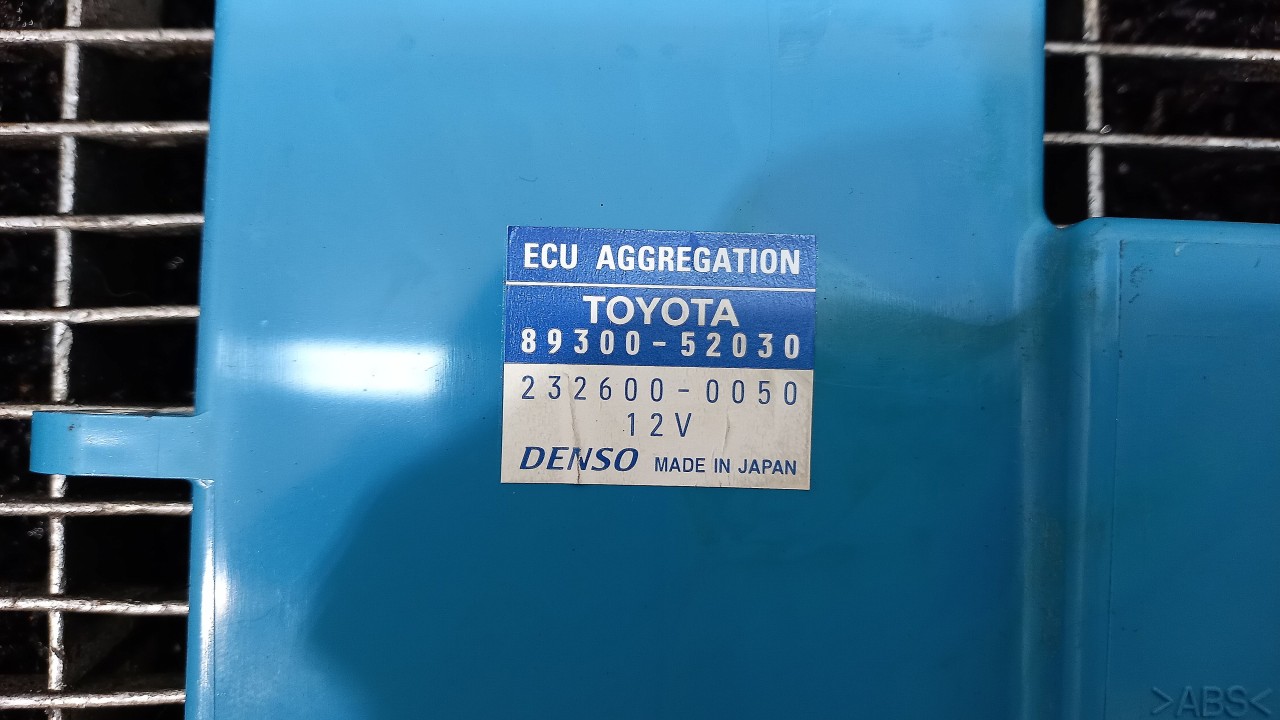 ECU AGGREGATION
TOYOTA
89300-52030
232600-0050
12V
DENSO MADE IN JAPAN
>ABS<